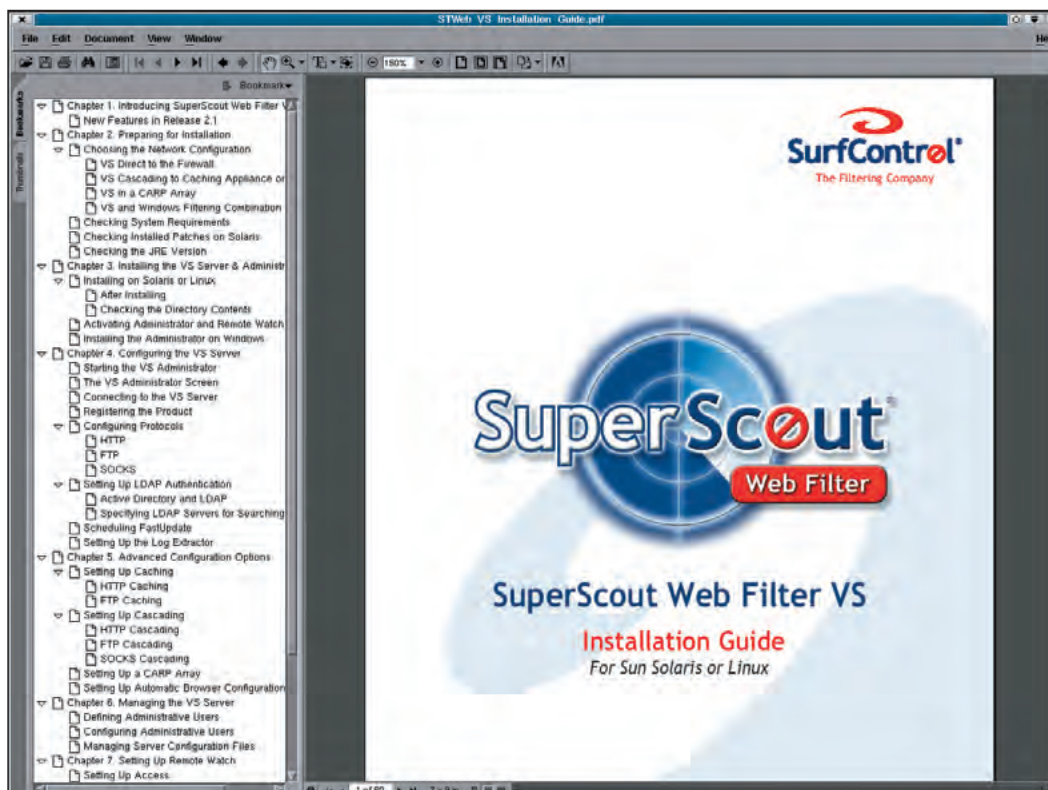 STWeb VS Installation Guide.pdf
File Edit Document View Window He
150%
Bookmark
Bookmarks
Thumbnails
Chapter 1. Introducing SuperScout Web Filter V
New Features in Release 2.1
Chapter 2. Preparing for Installation
Choosing the Network Configuration
VS Direct to the Firewall
VS Cascading to Caching Appliance or
VS in a CARP Array
VS and Windows Filtering Combination
Checking System Requirements
Checking Installed Patches on Solaris
Checking the JRE Version
Chapter 3. Installing the VS Server & Administr
Installing on Solaris or Linux
After Installing
Checking the Directory Contents
Activating Administrator and Remote Watch
Installing the Administrator on Windows
Chapter 4. Configuring the VS Server
Starting the VS Administrator
The VS Administrator Screen
Connecting to the VS Server
Registering the Product
Configuring Protocols
HTTP
FTP
SOCKS
Setting Up LDAP Authentication
Active Directory and LDAP
Specifying LDAP Servers for Searching
Scheduling FastUpdate
Setting Up the Log Extractor
Chapter 5. Advanced Configuration Options
Setting Up Caching
HTTP Caching
FTP Caching
Setting Up Cascading
HTTP Cascading
FTP Cascading
SOCKS Cascading
Setting Up a CARP Array
Setting Up Automatic Browser Configuration
Chapter 6. Managing the VS Server
Defining Administrative Users
Configuring Administrative Users
Managing Server Configuration Files
Chapter 7. Setting Up Remote Watch
Setting Up Access
SurfControl®
The Filtering Company
SuperScout®
Web Filter
SuperScout Web Filter VS
Installation Guide
For Sun Solaris or Linux